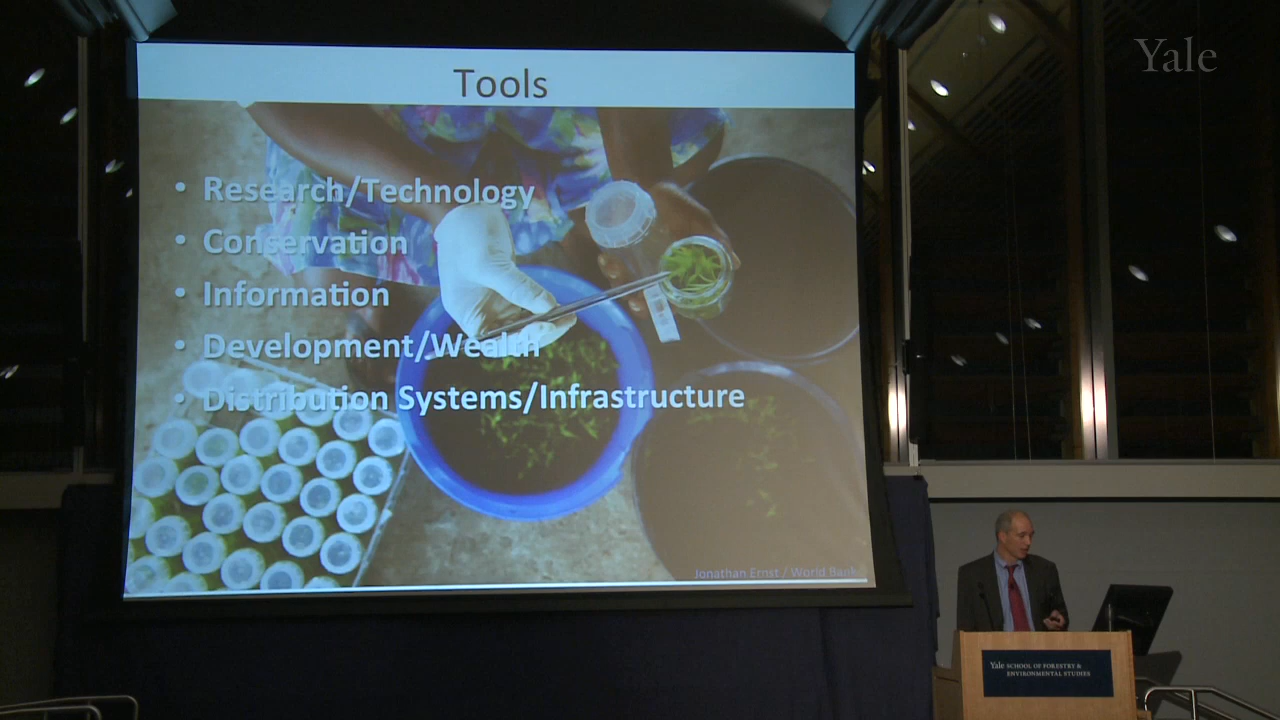 Yale
Tools
• Research/Technology
• Conservation
• Information
• Development/Wealth
• Distribution Systems/Infrastructure
Jonathan Ernst / World Bank
Yale SCHOOL OF FORESTRY &
ENVIRONMENTAL STUDIES